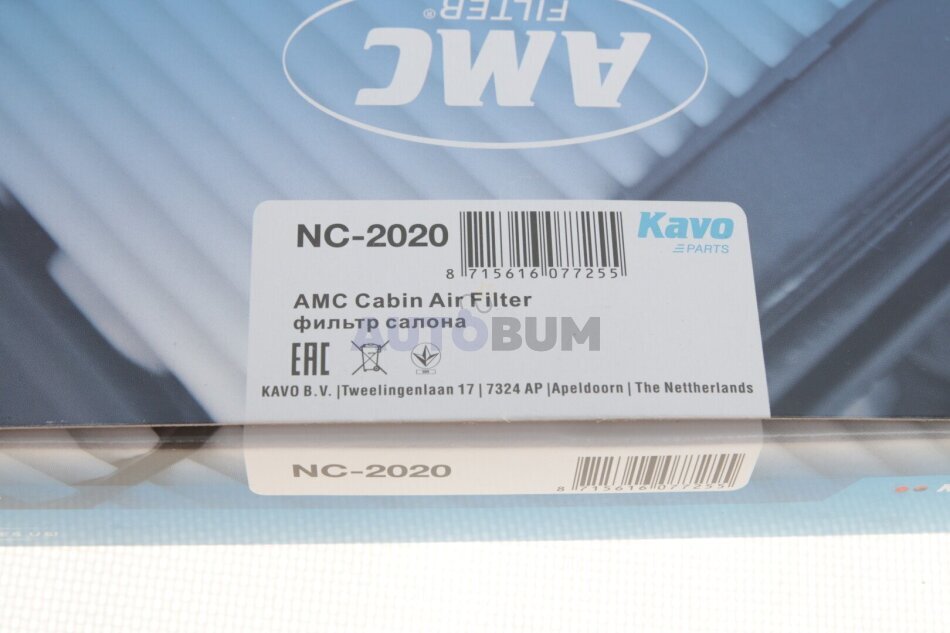 FILTER®
AMC
NC-2020
Kavo
PARTS
8 715616 077255
AMC Cabin Air Filter
фильтр салона
AUTOBUM
EAC
KAVO B.V. |Tweelingenlaan 17 | 7324 AP |Apeldoorn | The Nettherlands
NC-2020
8 715616 077255